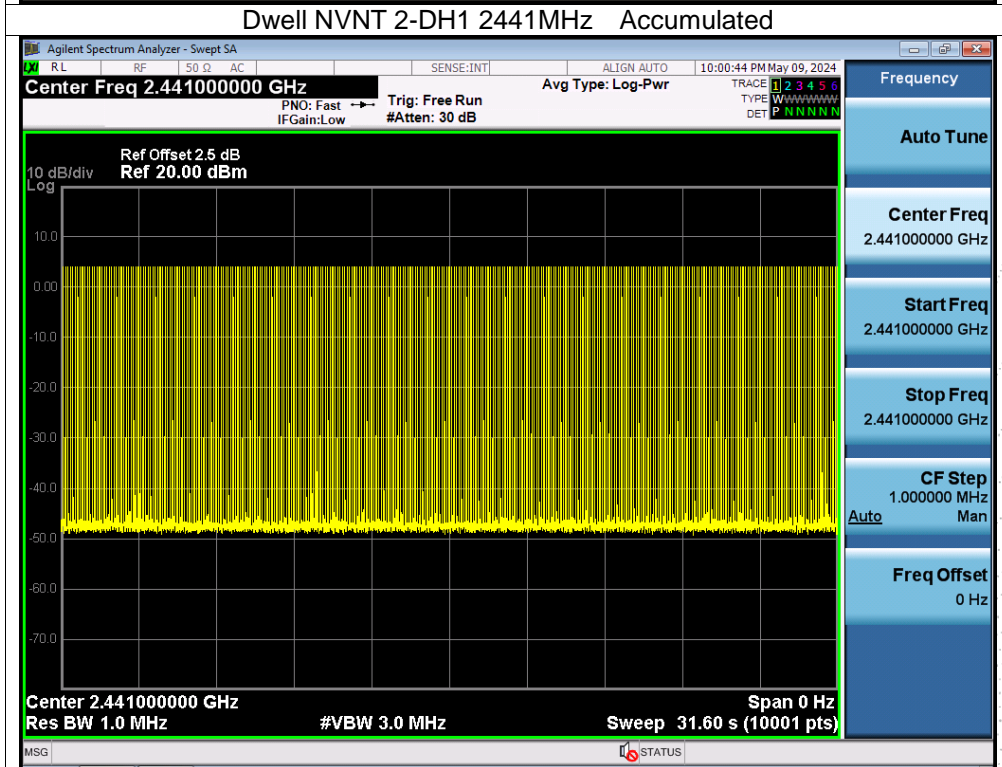 Dwell NVNT 2-DH1 2441MHz Accumulated
Agilent Spectrum Analyzer - Swept SA
LXI RL RF 50 Ω AC SENSE:INT ALIGN AUTO 10:00:44 PM May 09, 2024
Center Freq 2.441000000 GHz
PNO: Fast
IFGain:Low
Trig: Free Run
#Atten: 30 dB
Avg Type: Log-Pwr
TRACE 1 2 3 4 5 6
TYPE WWWWWWW
DET P N N N N N
Ref Offset 2.5 dB
10 dB/div Ref 20.00 dBm
Log
10.0
0.00
-10.0
-20.0
-30.0
-40.0
-50.0
-60.0
-70.0
Center 2.441000000 GHz Span 0 Hz
Res BW 1.0 MHz #VBW 3.0 MHz Sweep 31.60 s (10001 pts)
MSG STATUS
Frequency
Auto Tune
Center Freq
2.441000000 GHz
Start Freq
2.441000000 GHz
Stop Freq
2.441000000 GHz
CF Step
1.000000 MHz
Auto Man
Freq Offset
0 Hz